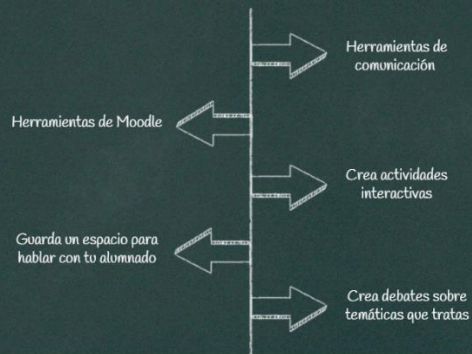 Herramientas de
comunicación
Herramientas de Moodle
Crea actividades
interactivas
Guarda un espacio para
hablar con tu alumnado
Crea debates sobre
temáticas que tratas